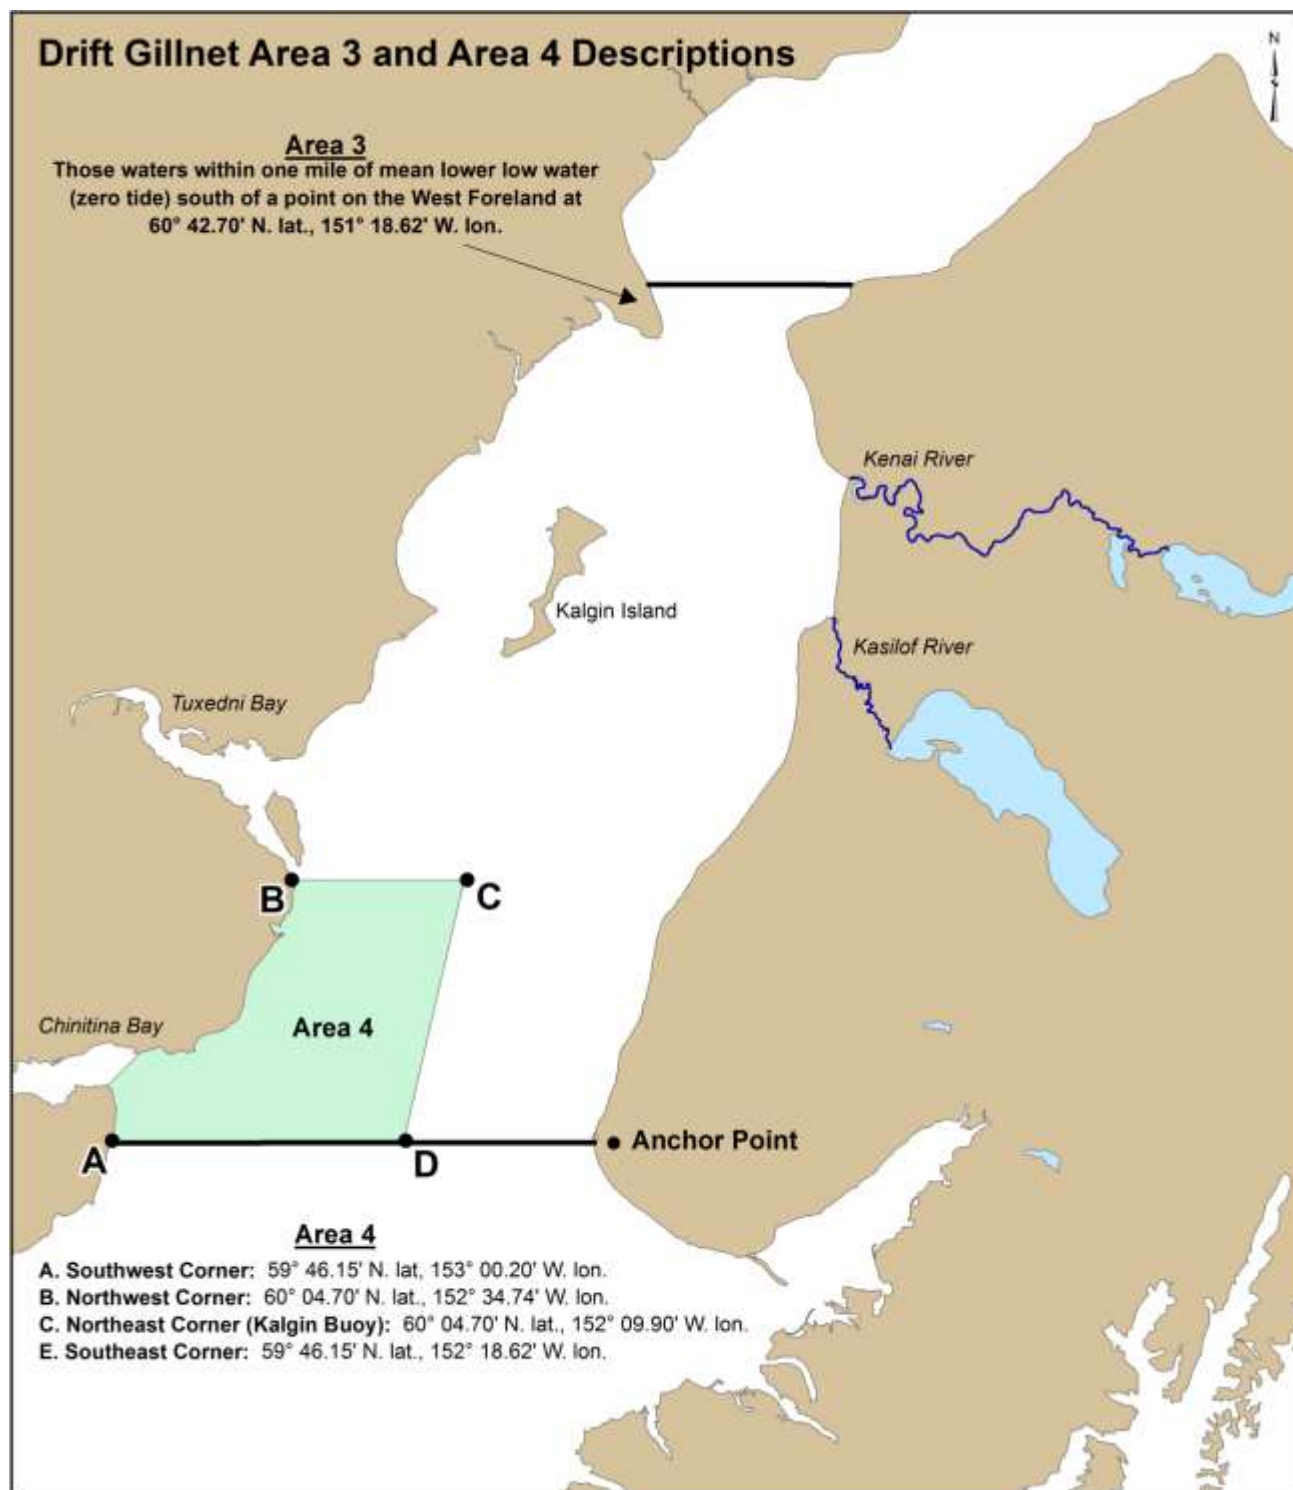 Drift Gillnet Area 3 and Area 4 Descriptions
N
Area 3
Those waters within one mile of mean lower low water
(zero tide) south of a point on the West Foreland at
60° 42.70' N. lat., 151° 18.62' W. lon.
Kenai River
Kalgin Island
Kasilof River
Tuxedni Bay
B
C
Area 4
Chinitina Bay
A
D
Anchor Point
Area 4
A. Southwest Corner: 59° 46.15' N. lat, 153° 00.20' W. lon.
B. Northwest Corner: 60° 04.70' N. lat., 152° 34.74' W. lon.
C. Northeast Corner (Kalgin Buoy): 60° 04.70' N. lat., 152° 09.90' W. lon.
E. Southeast Corner: 59° 46.15' N. lat., 152° 18.62' W. lon.